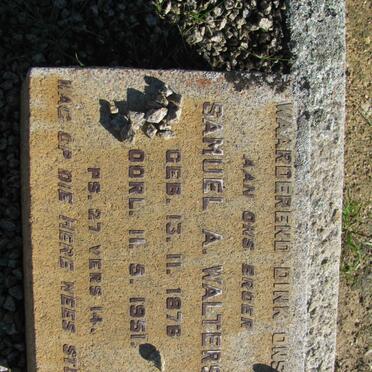 WAARDEREND DINK ONS
AAN ONS BROER
SAMUEL A. WALTERS
GEB. 13. 11. 1876
OORL. 11. 5. 1951
PS. 27 VERS 14.
WAG OP DIE HERE WEES